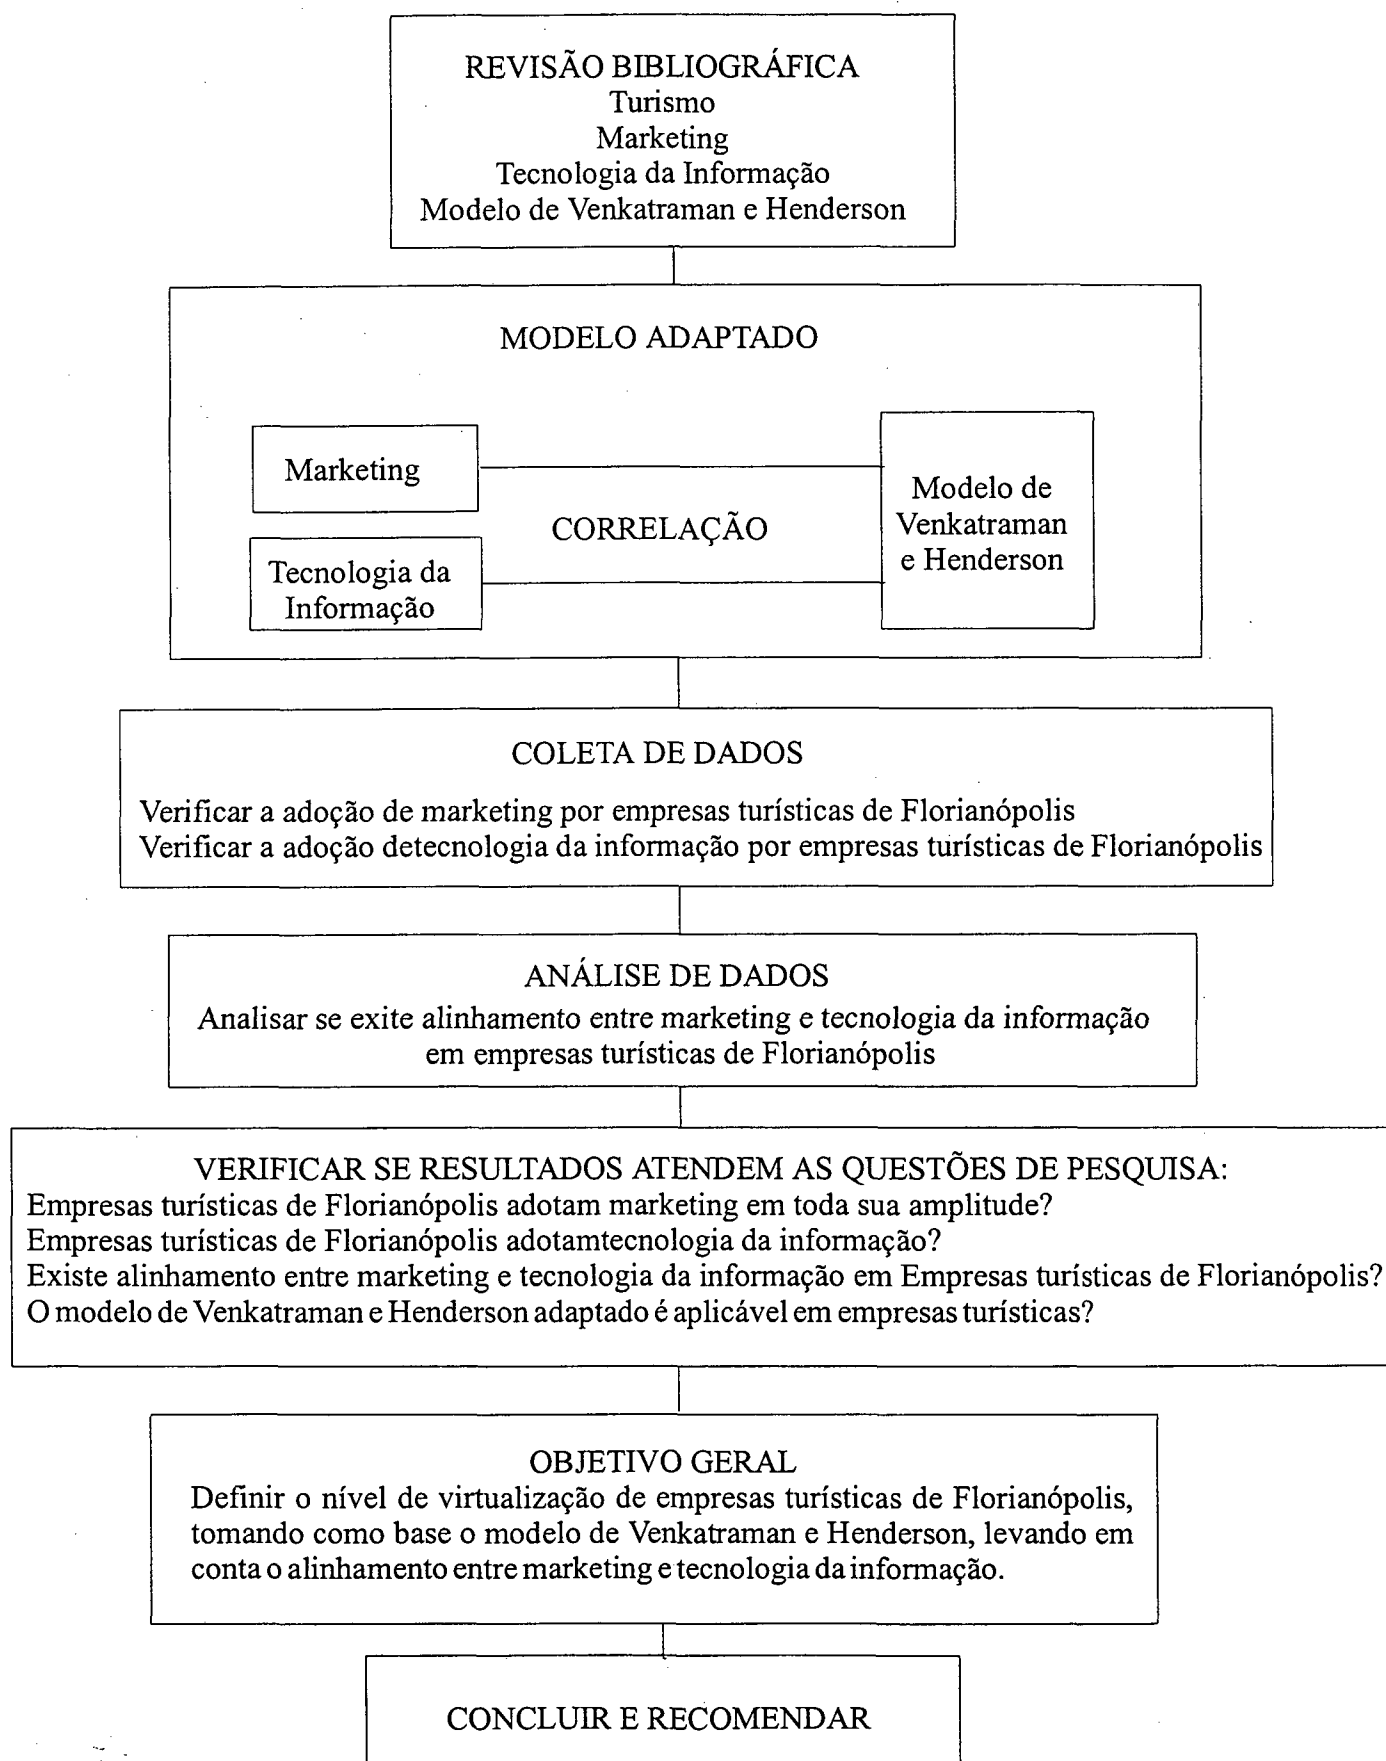 REVISÃO BIBLIOGRÁFICA
Turismo
Marketing
Tecnologia da Informação
Modelo de Venkatraman e Henderson
MODELO ADAPTADO
Marketing
CORRELAÇÃO
Tecnologia da
Informação
Modelo de
Venkatraman
e Henderson
COLETA DE DADOS
Verificar a adoção de marketing por empresas turísticas de Florianópolis
Verificar a adoção detecnologia da informação por empresas turísticas de Florianópolis
ANÁLISE DE DADOS
Analisar se exite alinhamento entre marketing e tecnologia da informação
em empresas turísticas de Florianópolis
VERIFICAR SE RESULTADOS ATENDEM AS QUESTÕES DE PESQUISA:
Empresas turísticas de Florianópolis adotam marketing em toda sua amplitude?
Empresas turísticas de Florianópolis adotamtecnologia da informação?
Existe alinhamento entre marketing e tecnologia da informação em Empresas turísticas de Florianópolis?
O modelo de Venkatraman e Henderson adaptado é aplicável em empresas turísticas?
OBJETIVO GERAL
Definir o nível de virtualização de empresas turísticas de Florianópolis,
tomando como base o modelo de Venkatraman e Henderson, levando em
conta o alinhamento entre marketing e tecnologia da informação.
CONCLUIR E RECOMENDAR